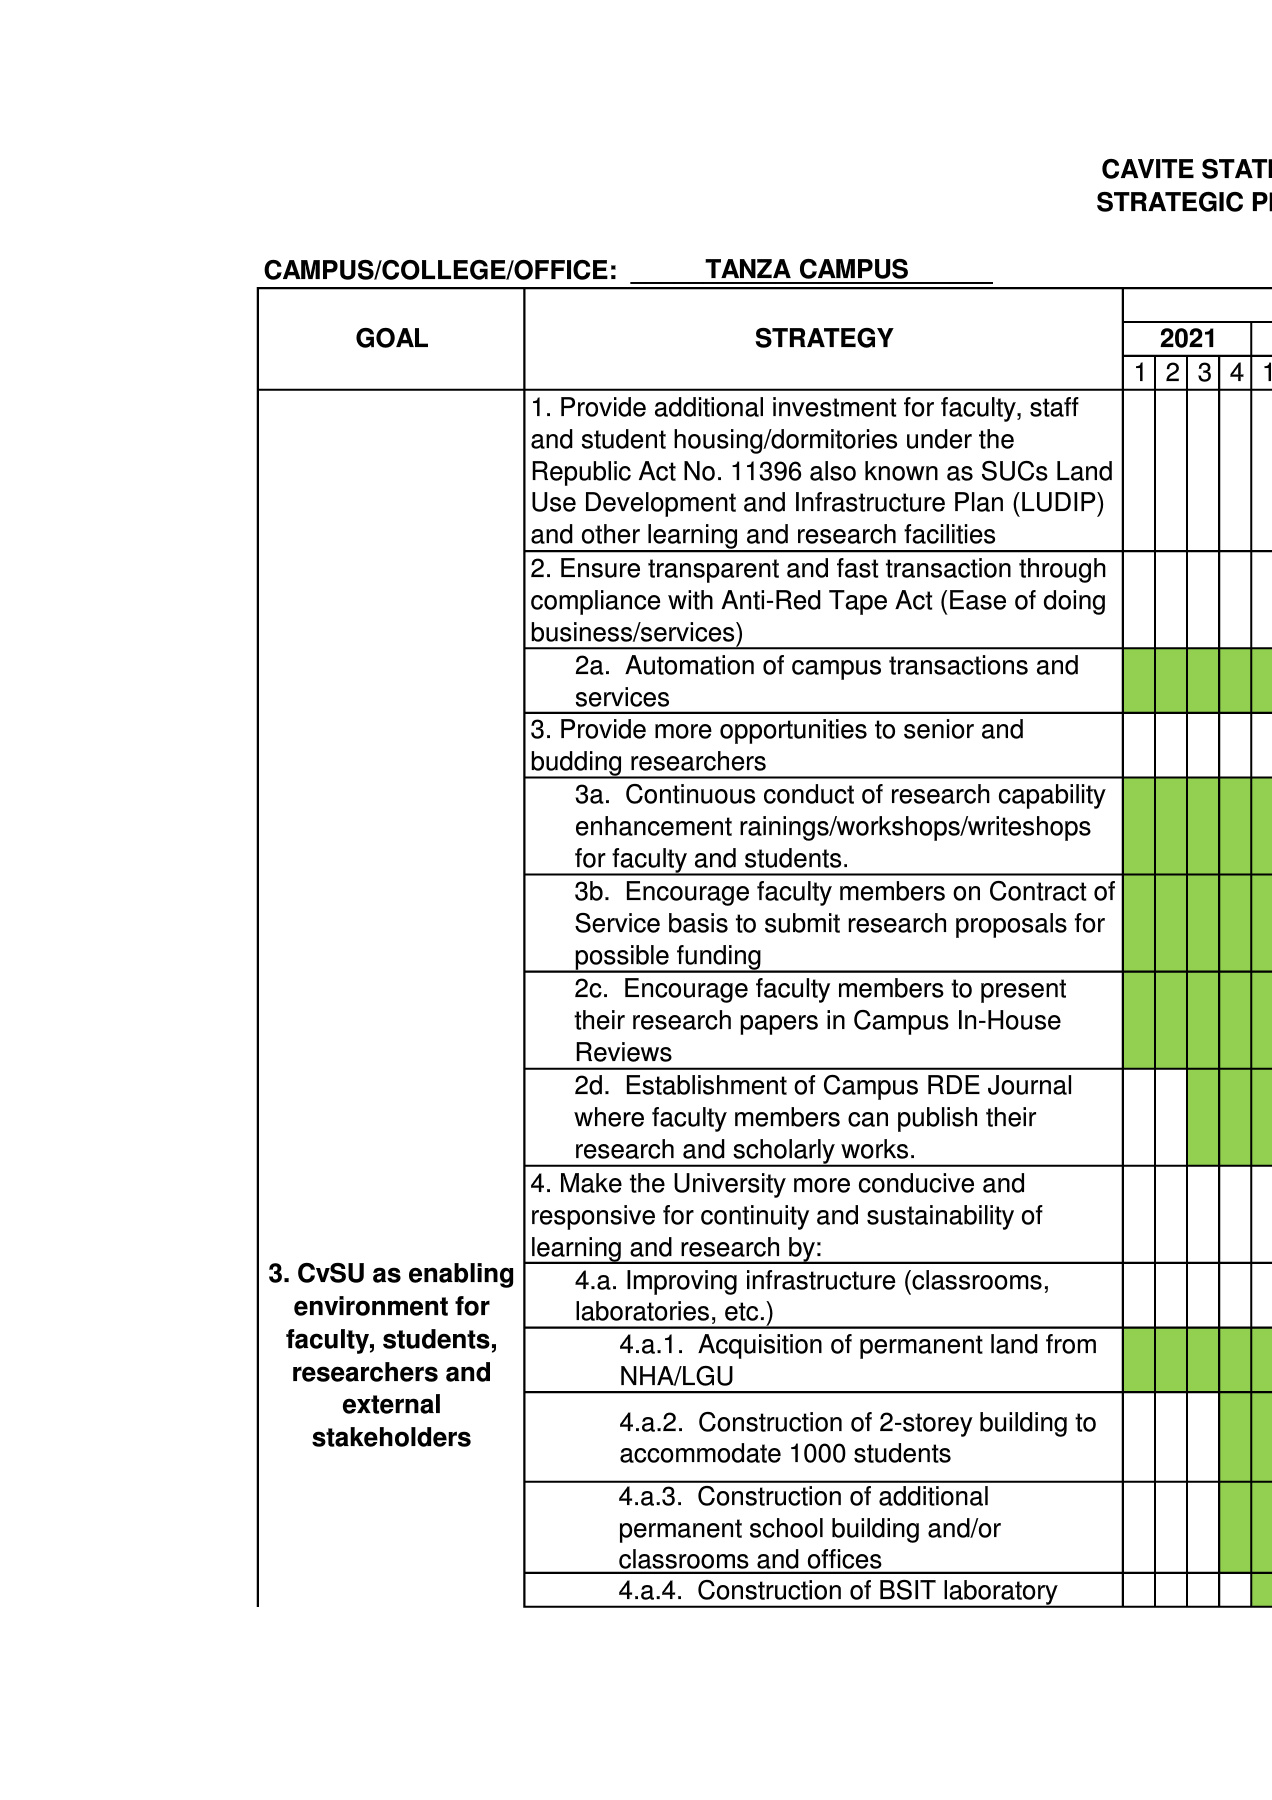 CAVITE STATE
STRATEGIC PL
CAMPUS/COLLEGE/OFFICE: TANZA CAMPUS
GOAL
STRATEGY
2021
1 2 3 4 1
1. Provide additional investment for faculty, staff
and student housing/dormitories under the
Republic Act No. 11396 also known as SUCs Land
Use Development and Infrastructure Plan (LUDIP)
and other learning and research facilities
2. Ensure transparent and fast transaction through
compliance with Anti-Red Tape Act (Ease of doing
business/services)
2a. Automation of campus transactions and
services
3. Provide more opportunities to senior and
budding researchers
3a. Continuous conduct of research capability
enhancement rainings/workshops/writeshops
for faculty and students.
3b. Encourage faculty members on Contract of
Service basis to submit research proposals for
possible funding
2c. Encourage faculty members to present
their research papers in Campus In-House
Reviews
2d. Establishment of Campus RDE Journal
where faculty members can publish their
research and scholarly works.
4. Make the University more conducive and
responsive for continuity and sustainability of
learning and research by:
3. CvSU as enabling
environment for
faculty, students,
researchers and
external
stakeholders
4.a. Improving infrastructure (classrooms,
laboratories, etc.)
4.a.1. Acquisition of permanent land from
NHA/LGU
4.a.2. Construction of 2-storey building to
accommodate 1000 students
4.a.3. Construction of additional
permanent school building and/or
classrooms and offices
4.a.4. Construction of BSIT laboratory